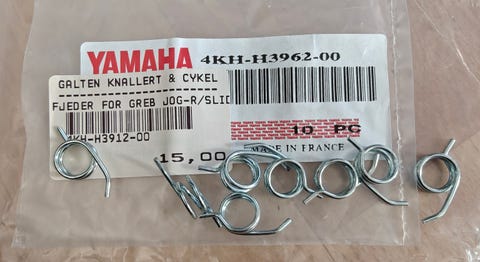 YAMAHA 4KH-H3962-00
GALTEN KNALLERT & CYKEL
FJEDER FOR GREB JOG-R/SLID
4KH-H3912-00
15,00
10 PC
MADE IN FRANCE